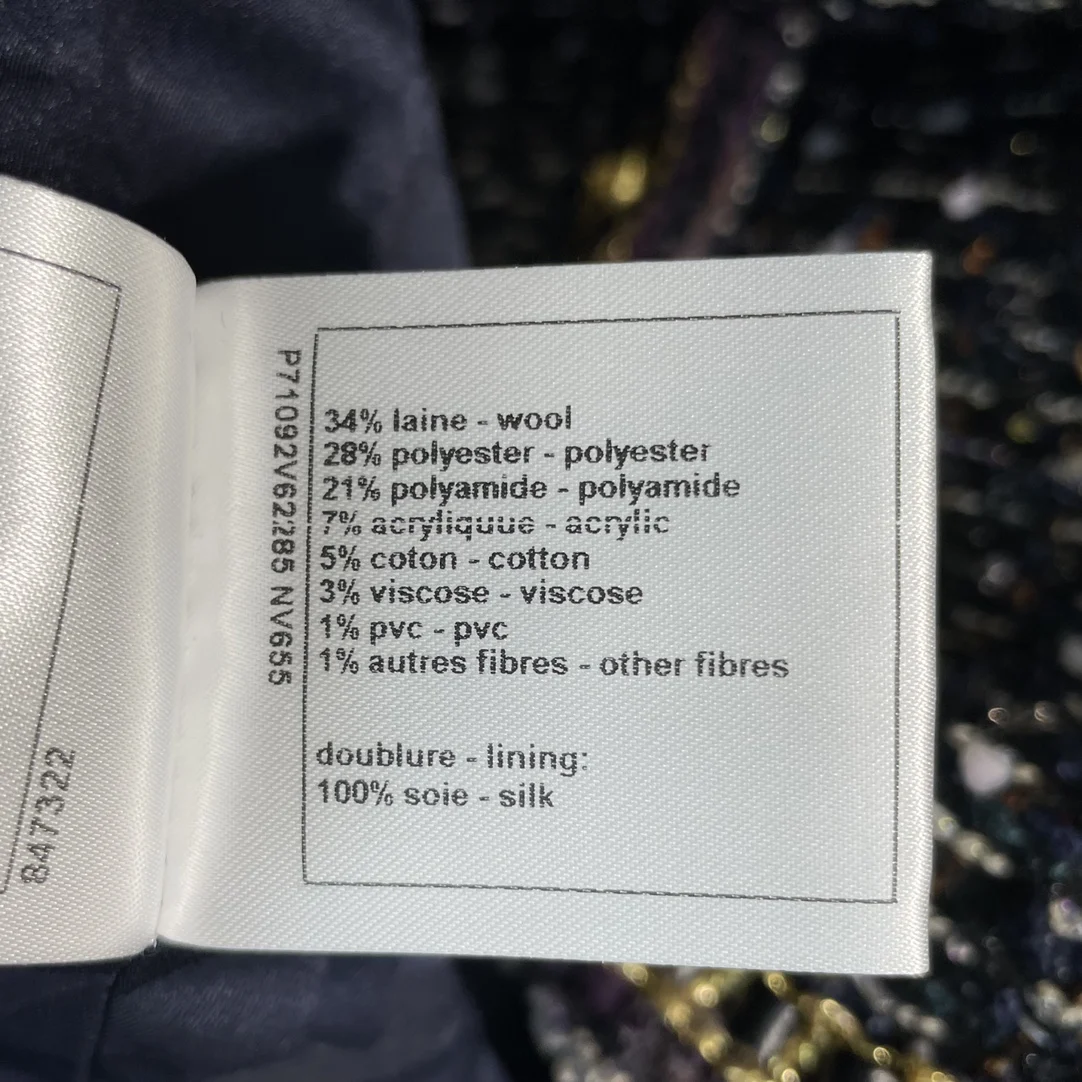 847322
P71092V62285 NV655
34% laine - wool
28% polyester - polyester
21% polyamide - polyamide
7% acryliquue - acrylic
5% coton - cotton
3% viscose - viscose
1% pvc - pvc
1% autres fibres - other fibres
doublure - lining:
100% soie - silk